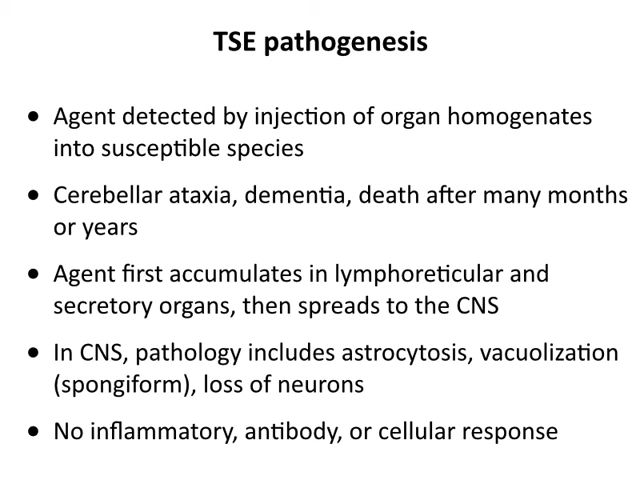 TSE pathogenesis
• Agent detected by injection of organ homogenates
into susceptible species
• Cerebellar ataxia, dementia, death after many months
or years
• Agent first accumulates in lymphoreticular and
secretory organs, then spreads to the CNS
• In CNS, pathology includes astrocytosis, vacuolization
(spongiform), loss of neurons
• No inflammatory, antibody, or cellular response